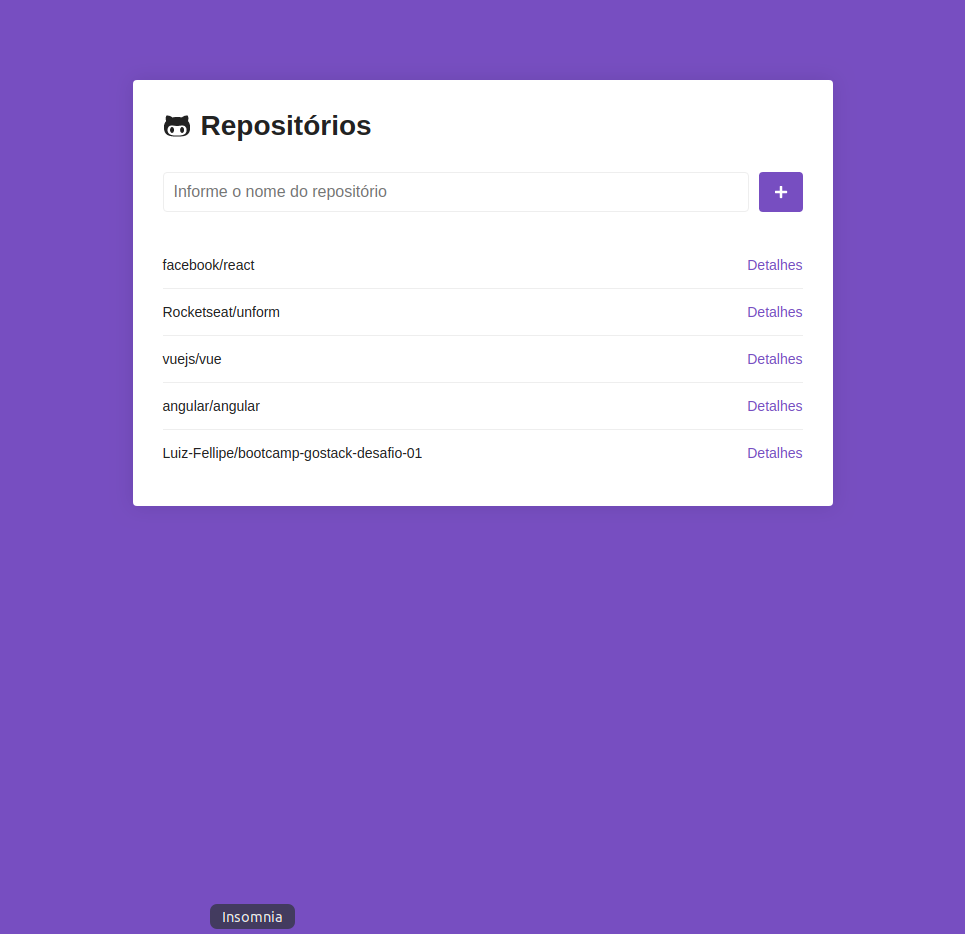 Repositórios
Informe o nome do repositório
+
facebook/react Detalhes
Rocketseat/unform Detalhes
vuejs/vue Detalhes
angular/angular Detalhes
Luiz-Fellipe/bootcamp-gostack-desafio-01 Detalhes
Insomnia